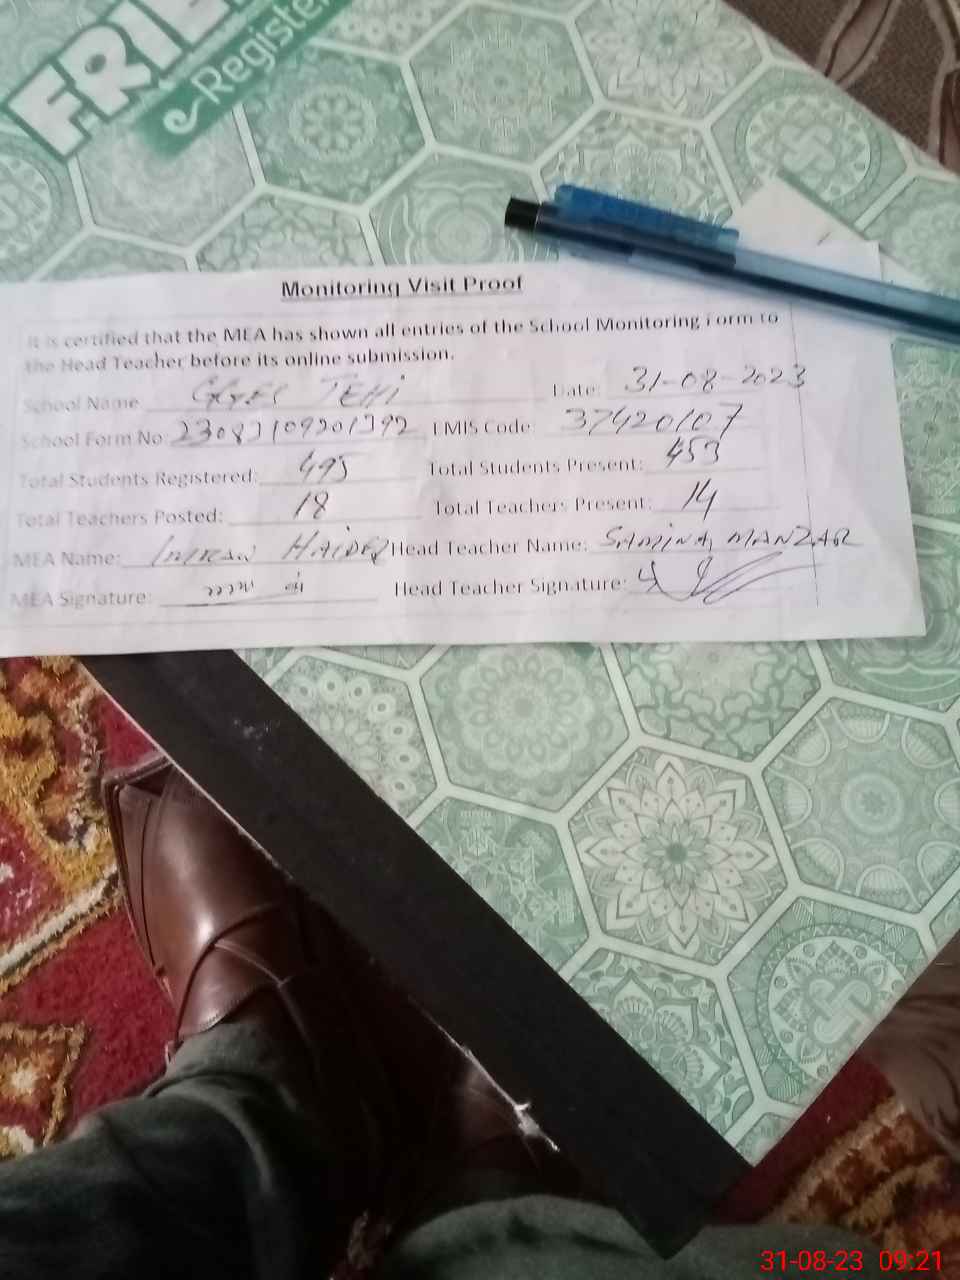 FRIE
e-Register
Monitoring Visit Proof
It is certified that the MEA has shown all entries of the School Monitoring Form to
the Head Teacher before its online submission.
School Name GGES TEHI Date: 31-08-2023
School Form No: EMIS Code: 37420107
Total Students Registered: 495 Total Students Present: 453
Total Teachers Posted: 18 Total Teachers Present: 14
MEA Name: IMRAN HAIDER Head Teacher Name: SAMINA MANZAR
MEA Signature: Head Teacher Signature:
31-08-23 09:21